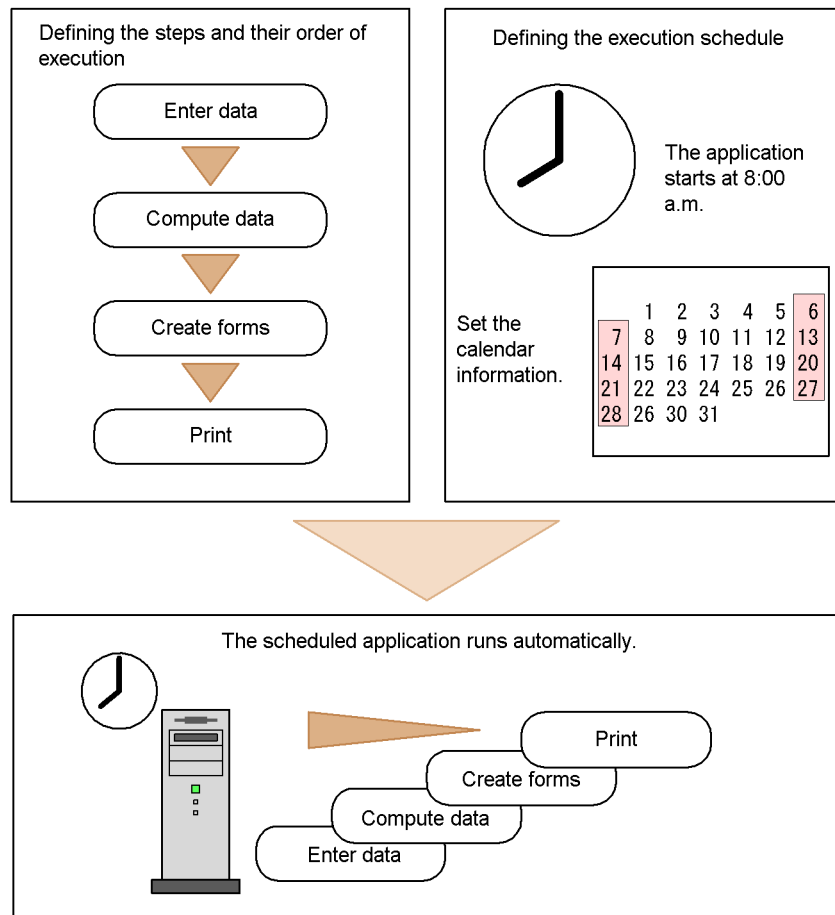 Defining the steps and their order of
execution
Enter data
Compute data
Create forms
Print
Defining the execution schedule
The application
starts at 8:00
a.m.
Set the
calendar
information.
1 2 3 4 5 6
7 8 9 10 11 12 13
14 15 16 17 18 19 20
21 22 23 24 25 26 27
28 26 30 31
The scheduled application runs automatically.
Print
Create forms
Compute data
Enter data